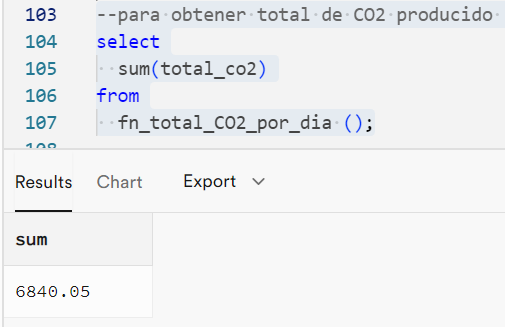 103 --para obtener total de CO2 producido
104 select
105 sum(total_co2)
106 from
107 fn_total_CO2_por_dia ();
Results Chart Export
sum
6840.05